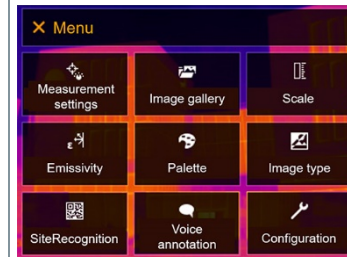 Menu
Measurement
settings
Image gallery
Scale
Emissivity
Palette
Image type
SiteRecognition
Voice
annotation
Configuration